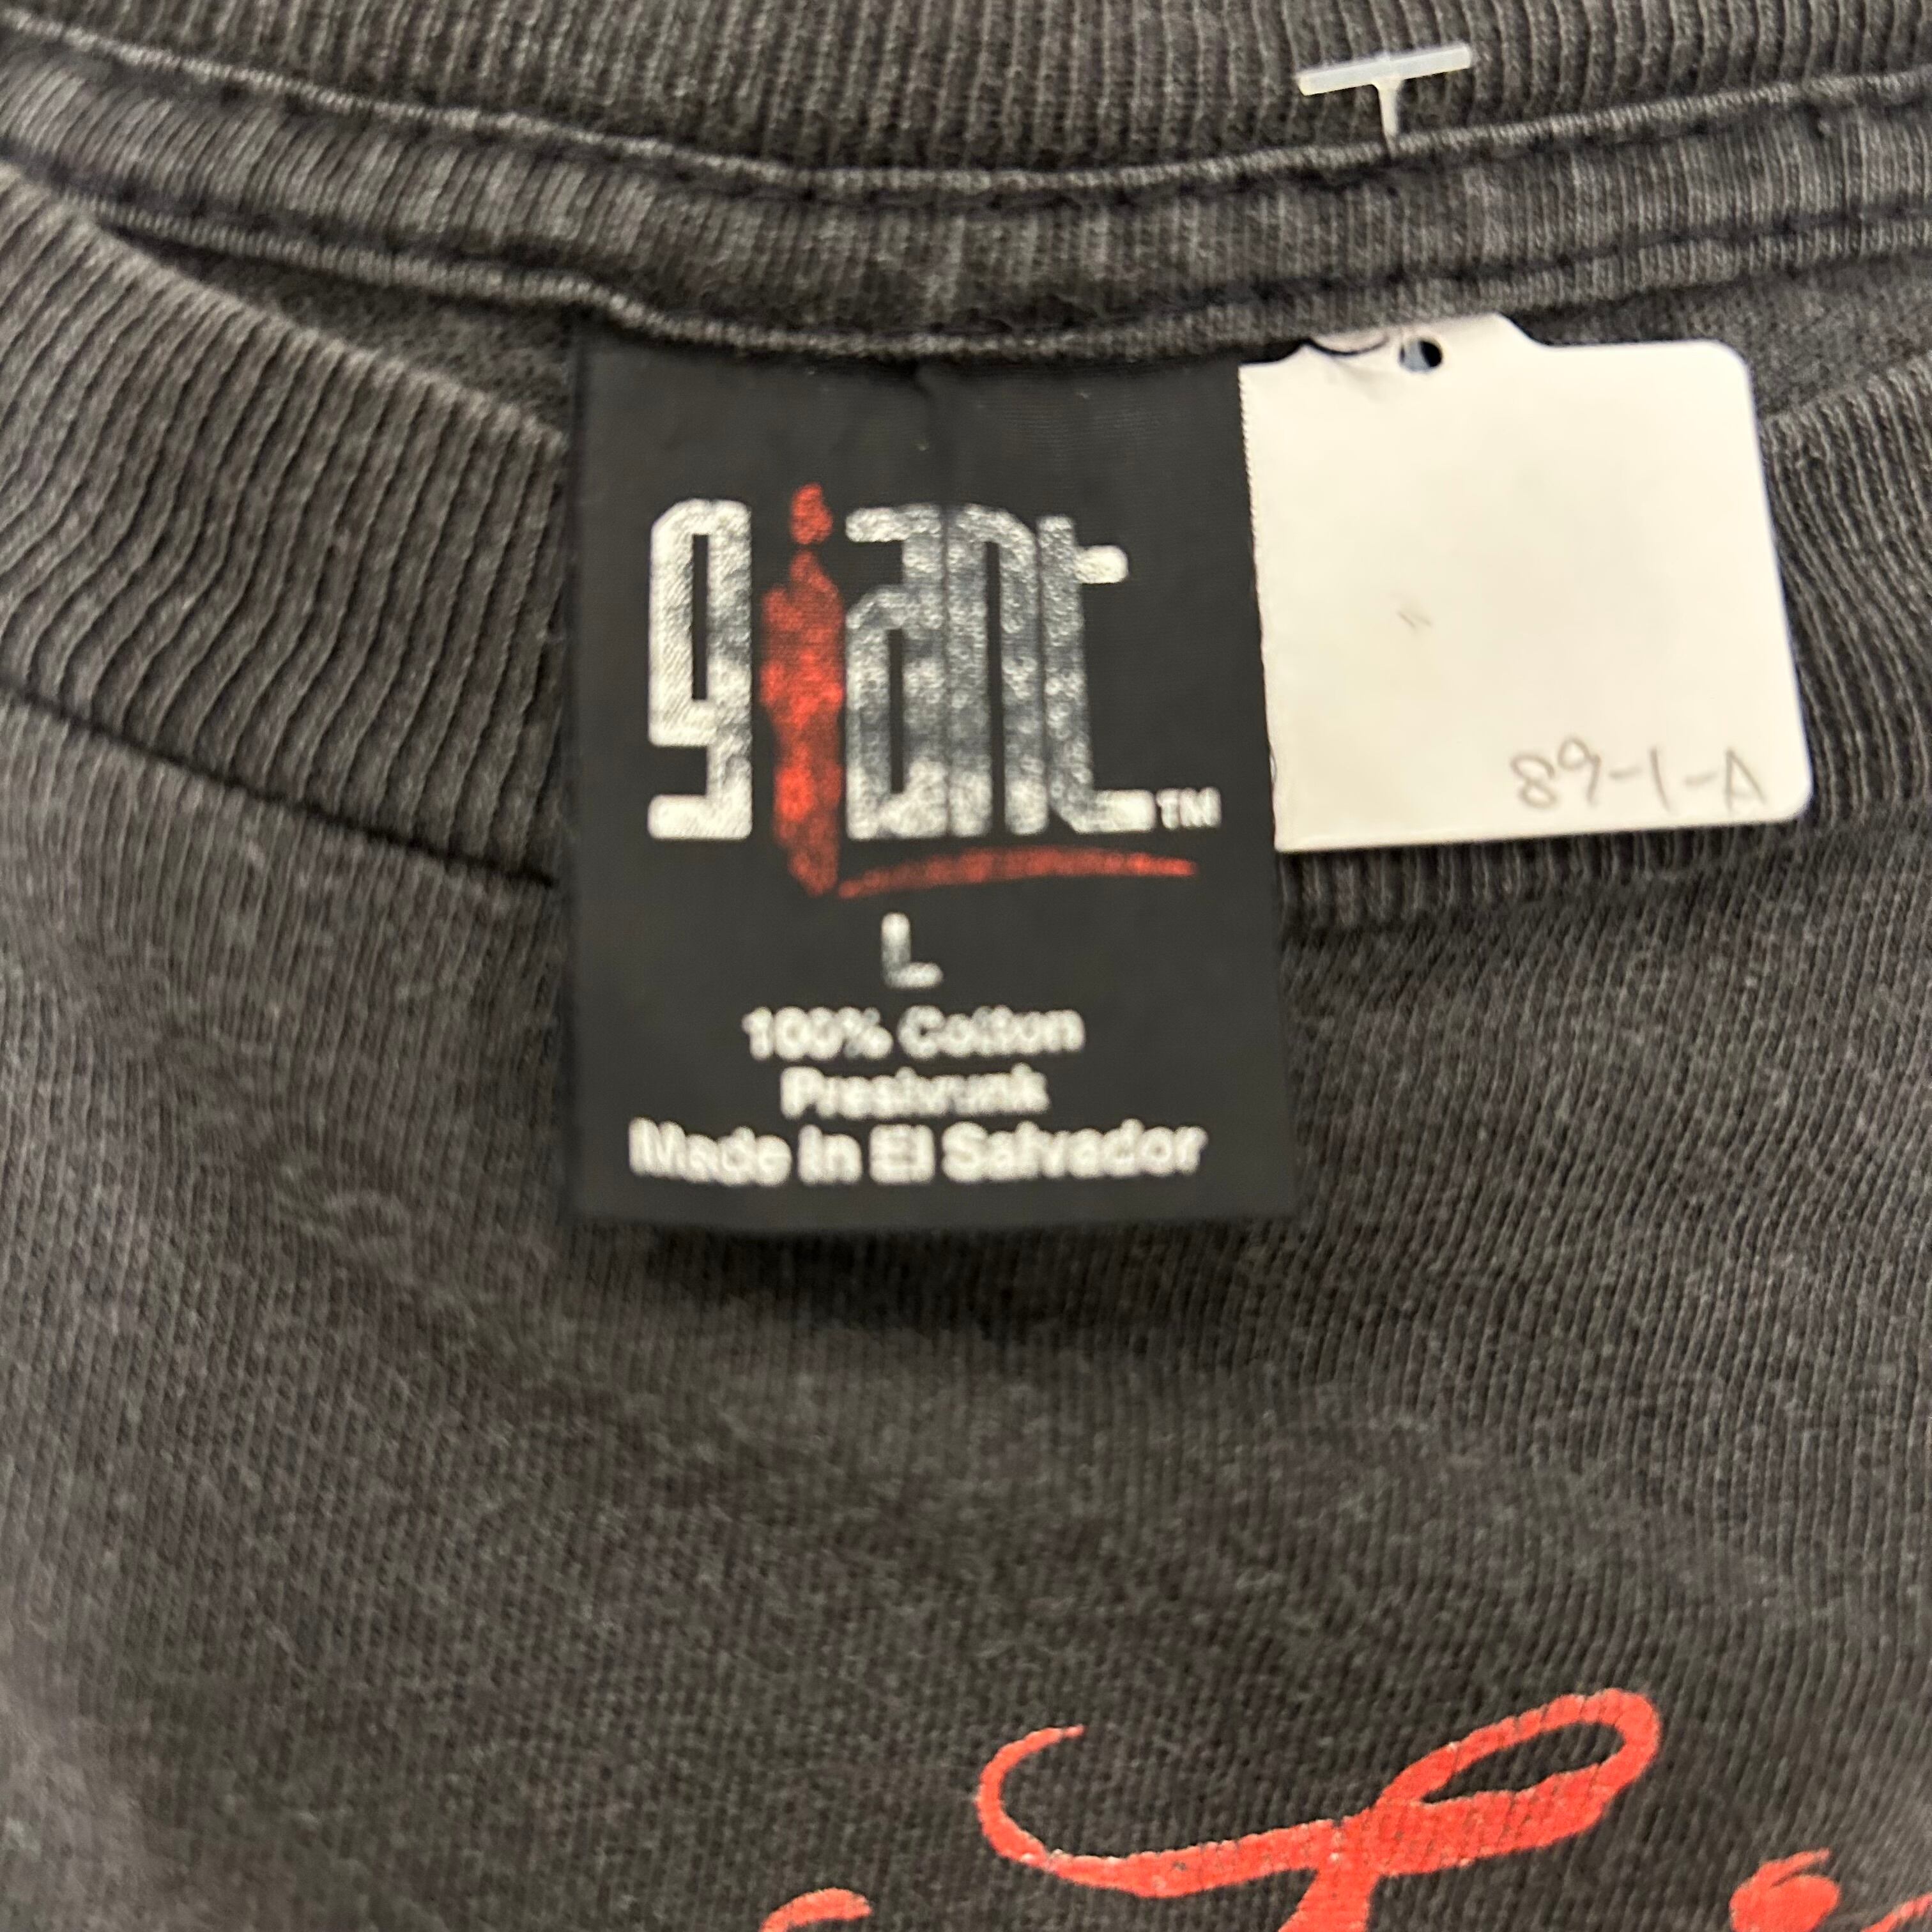 giant™
L
100% Cotton
Preshrunk
Made In El Salvador
89-1-A